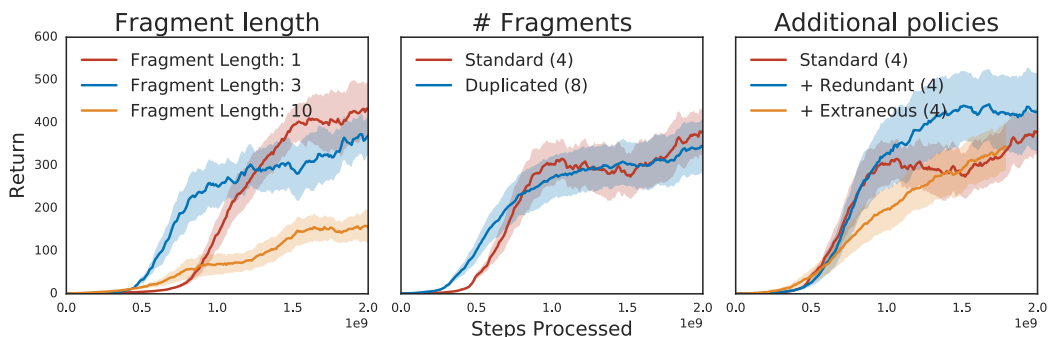 Fragment length
# Fragments
Additional policies
Return
600
500
400
300
200
100
0
Fragment Length: 1
Fragment Length: 3
Fragment Length: 10
0.0
0.5
1.0
1.5
2.0
1e9
Standard (4)
Duplicated (8)
0.0
0.5
1.0
1.5
2.0
1e9
Steps Processed
Standard (4)
+ Redundant (4)
+ Extraneous (4)
0.0
0.5
1.0
1.5
2.0
1e9